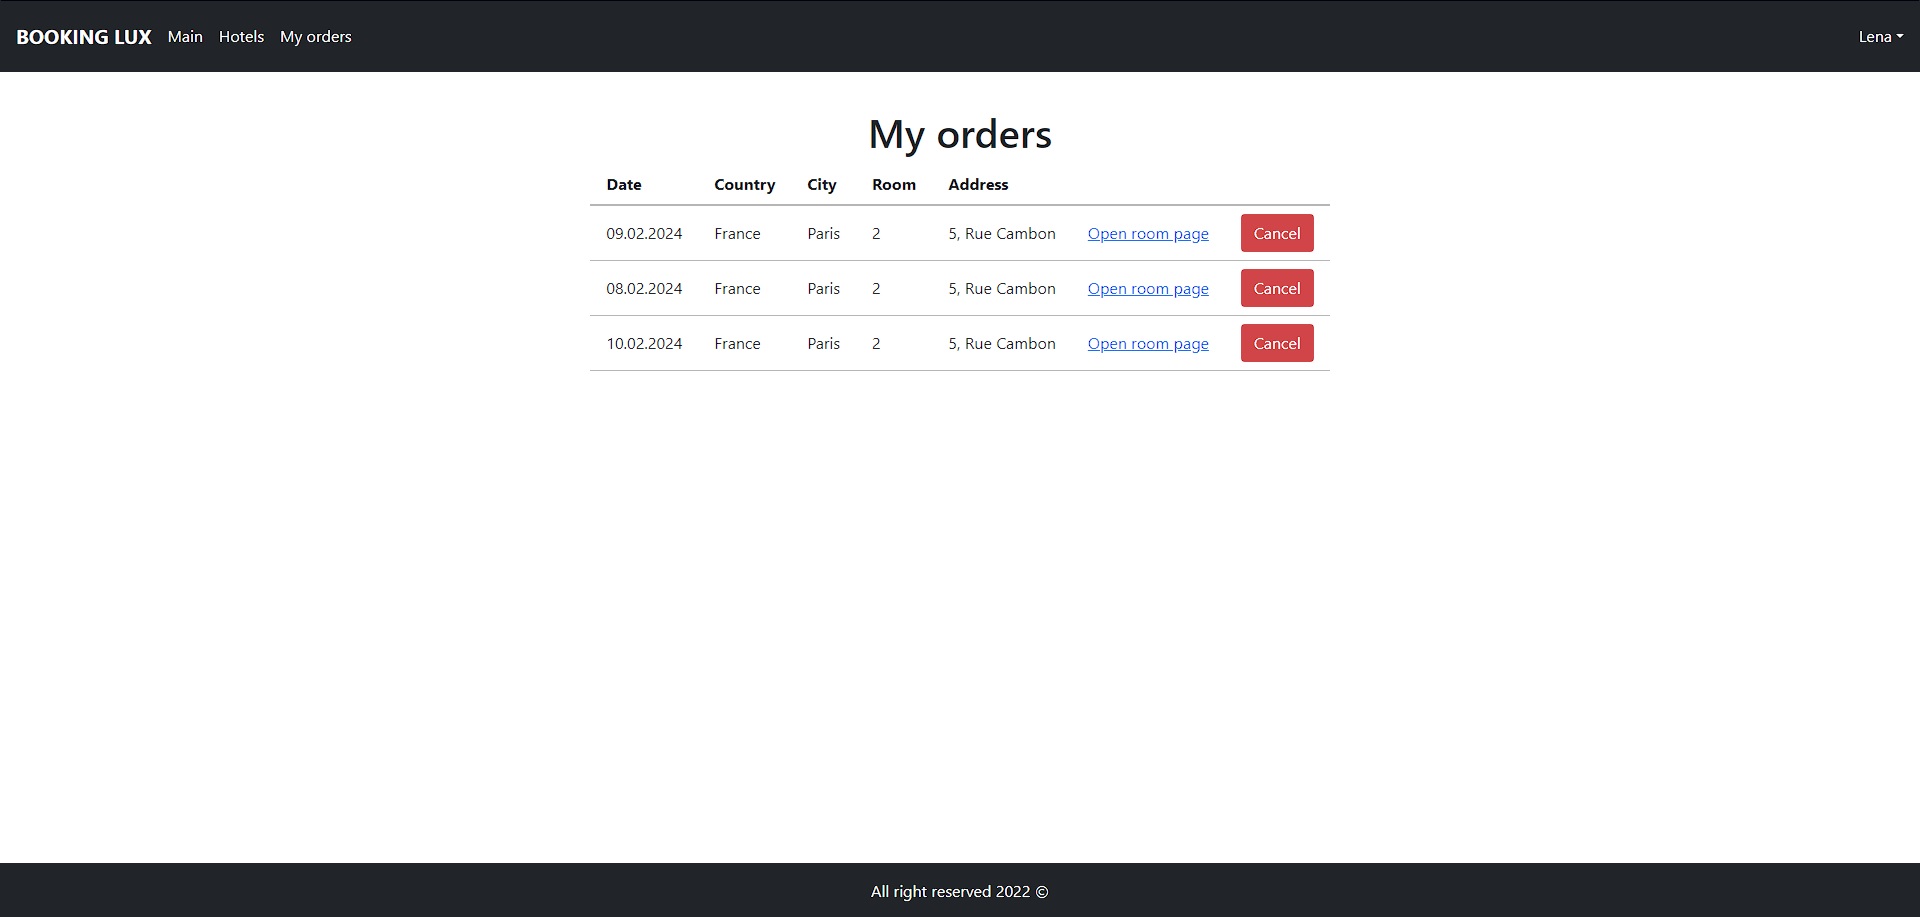 BOOKING LUX Main Hotels My orders Lena
My orders
Date Country City Room Address
09.02.2024 France Paris 2 5, Rue Cambon Open room page Cancel
08.02.2024 France Paris 2 5, Rue Cambon Open room page Cancel
10.02.2024 France Paris 2 5, Rue Cambon Open room page Cancel
All right reserved 2022 ©